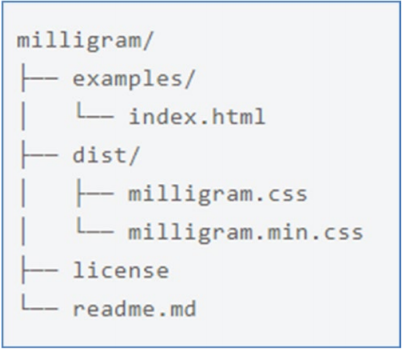 milligram/
├── examples/
│   └── index.html
├── dist/
│   ├── milligram.css
│   └── milligram.min.css
├── license
└── readme.md